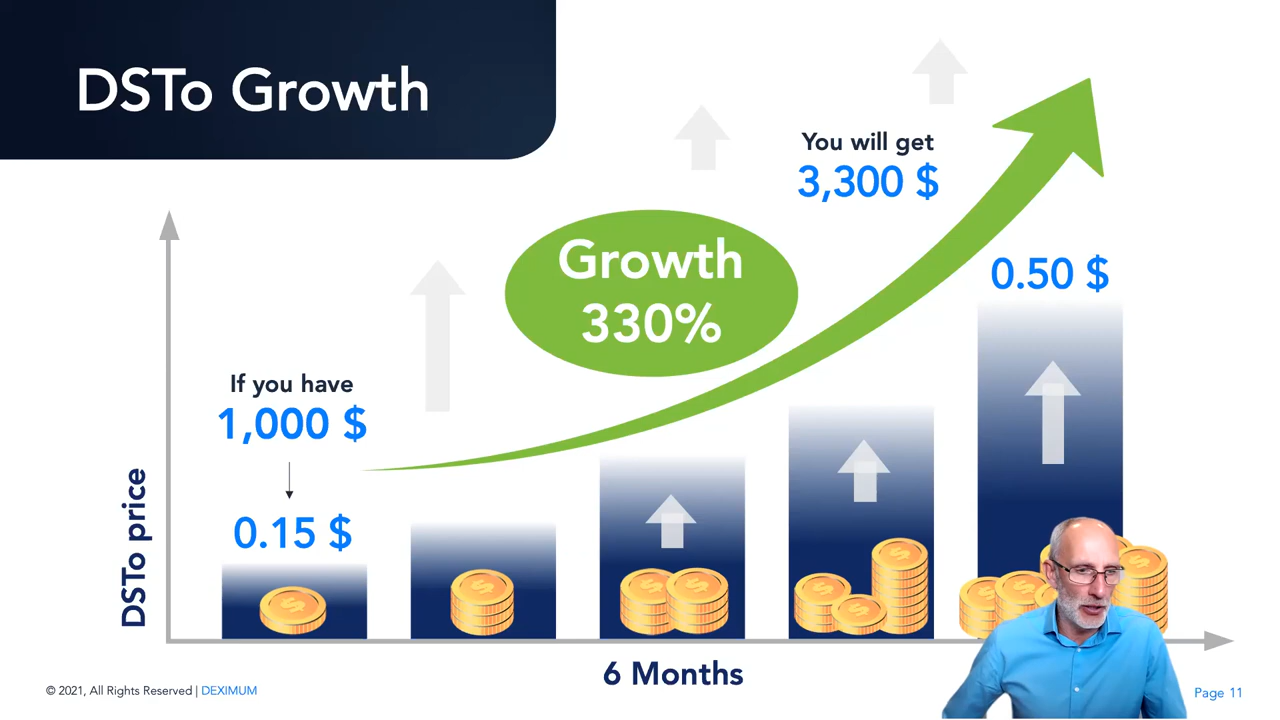 DSTo Growth
You will get
3,300 $
Growth
330%
0.50 $
If you have
1,000 $
0.15 $
DSTo price
6 Months
© 2021, All Rights Reserved | DEXIMUM
Page 11